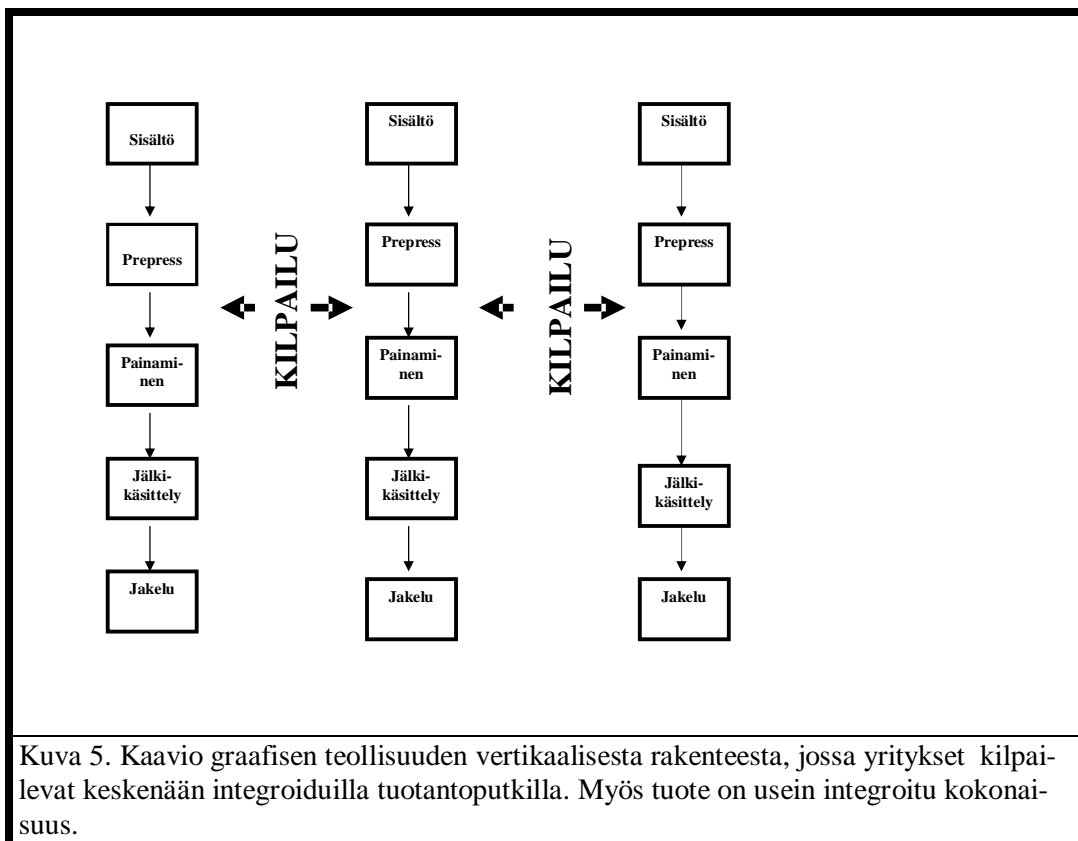 Sisältö
Prepress
Painami-
nen
Jälki-
käsittely
Jakelu
KILPAILU
Sisältö
Prepress
Painami-
nen
Jälki-
käsittely
Jakelu
KILPAILU
Sisältö
Prepress
Painami-
nen
Jälki-
käsittely
Jakelu
Kuva 5. Kaavio graafisen teollisuuden vertikaalisesta rakenteesta, jossa yritykset kilpai-
levat keskenään integroiduilla tuotantoputkilla. Myös tuote on usein integroitu kokonai-
suus.